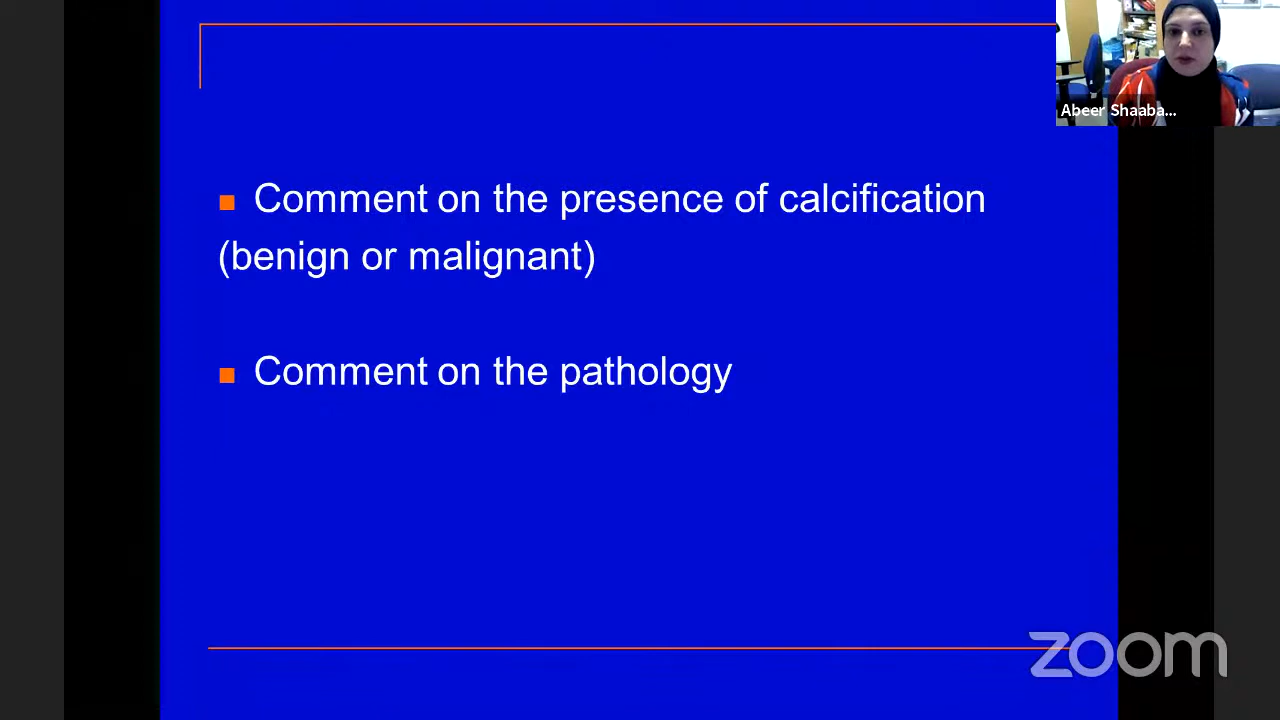 Abeer Shaaba...
Comment on the presence of calcification
(benign or malignant)
Comment on the pathology
zoom